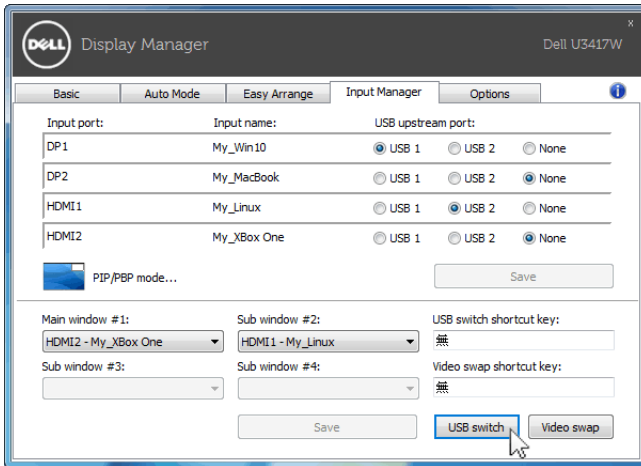 x
DELL Display Manager Dell U3417W
Basic Auto Mode Easy Arrange Input Manager Options i
Input port: Input name: USB upstream port:
DP1 My_Win10 USB 1 USB 2 None
DP2 My_MacBook USB 1 USB 2 None
HDMI1 My_Linux USB 1 USB 2 None
HDMI2 My_XBox One USB 1 USB 2 None
PIP/PBP mode... Save
Main window #1: Sub window #2: USB switch shortcut key:
HDMI2 - My_XBox One HDMI1 - My_Linux 無
Sub window #3: Sub window #4: Video swap shortcut key:
無
Save USB switch Video swap